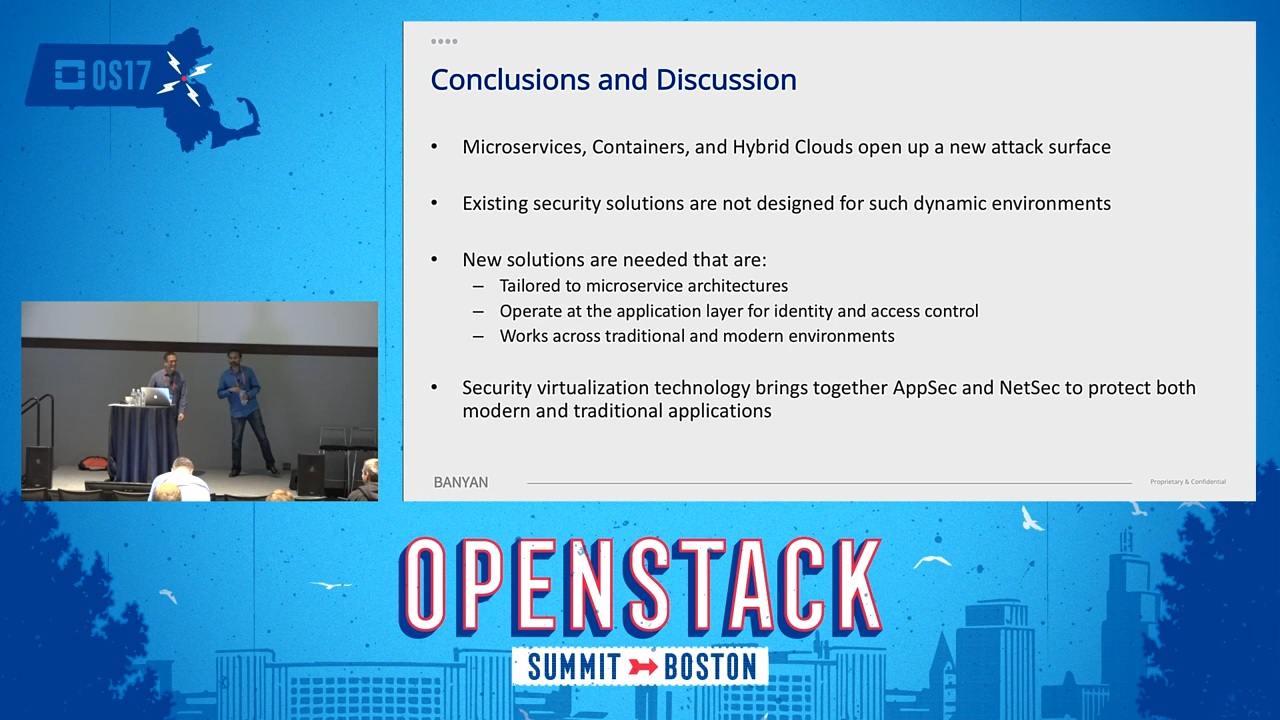 OS17
Conclusions and Discussion
• Microservices, Containers, and Hybrid Clouds open up a new attack surface
• Existing security solutions are not designed for such dynamic environments
• New solutions are needed that are:
– Tailored to microservice architectures
– Operate at the application layer for identity and access control
– Works across traditional and modern environments
• Security virtualization technology brings together AppSec and NetSec to protect both
modern and traditional applications
BANYAN
Proprietary & Confidential
OPENSTACK
SUMMIT BOSTON